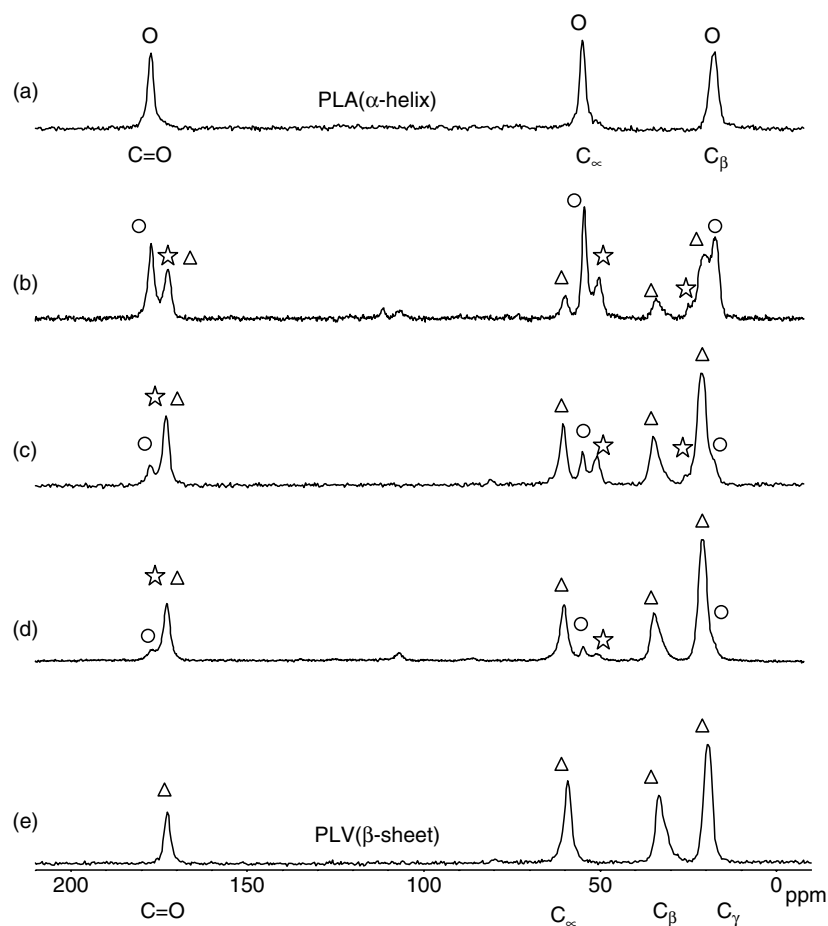 O O O
(a)
PLA(α-helix)
C=O C∝ Cβ
(b)
(c)
(d)
(e)
PLV(β-sheet)
200 150 100 50 0 ppm
C=O C∝ Cβ Cγ